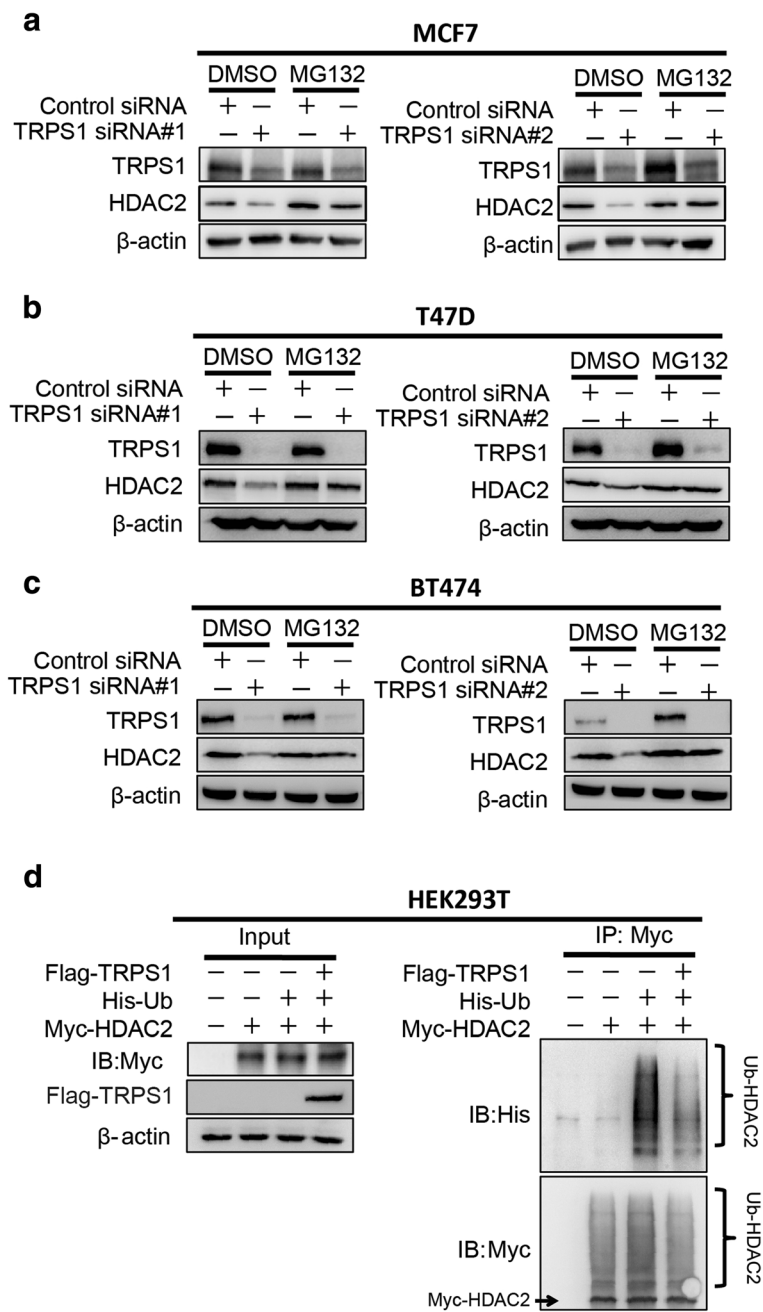 a
MCF7
DMSO MG132
Control siRNA + − + −
TRPS1 siRNA#1 − + − +
TRPS1
HDAC2
β-actin
DMSO MG132
Control siRNA + − + −
TRPS1 siRNA#2 − + − +
TRPS1
HDAC2
β-actin
b
T47D
DMSO MG132
Control siRNA + − + −
TRPS1 siRNA#1 − + − +
TRPS1
HDAC2
β-actin
DMSO MG132
Control siRNA + − + −
TRPS1 siRNA#2 − + − +
TRPS1
HDAC2
β-actin
c
BT474
DMSO MG132
Control siRNA + − + −
TRPS1 siRNA#1 − + − +
TRPS1
HDAC2
β-actin
DMSO MG132
Control siRNA + − + −
TRPS1 siRNA#2 − + − +
TRPS1
HDAC2
β-actin
d
HEK293T
Input
Flag-TRPS1 − − − +
His-Ub − − + +
Myc-HDAC2 − + + +
IB:Myc
Flag-TRPS1
β-actin
IP: Myc
Flag-TRPS1 − − − +
His-Ub − − + +
Myc-HDAC2 − + + +
IB:His
Ub-HDAC2
IB:Myc
Ub-HDAC2
Myc-HDAC2